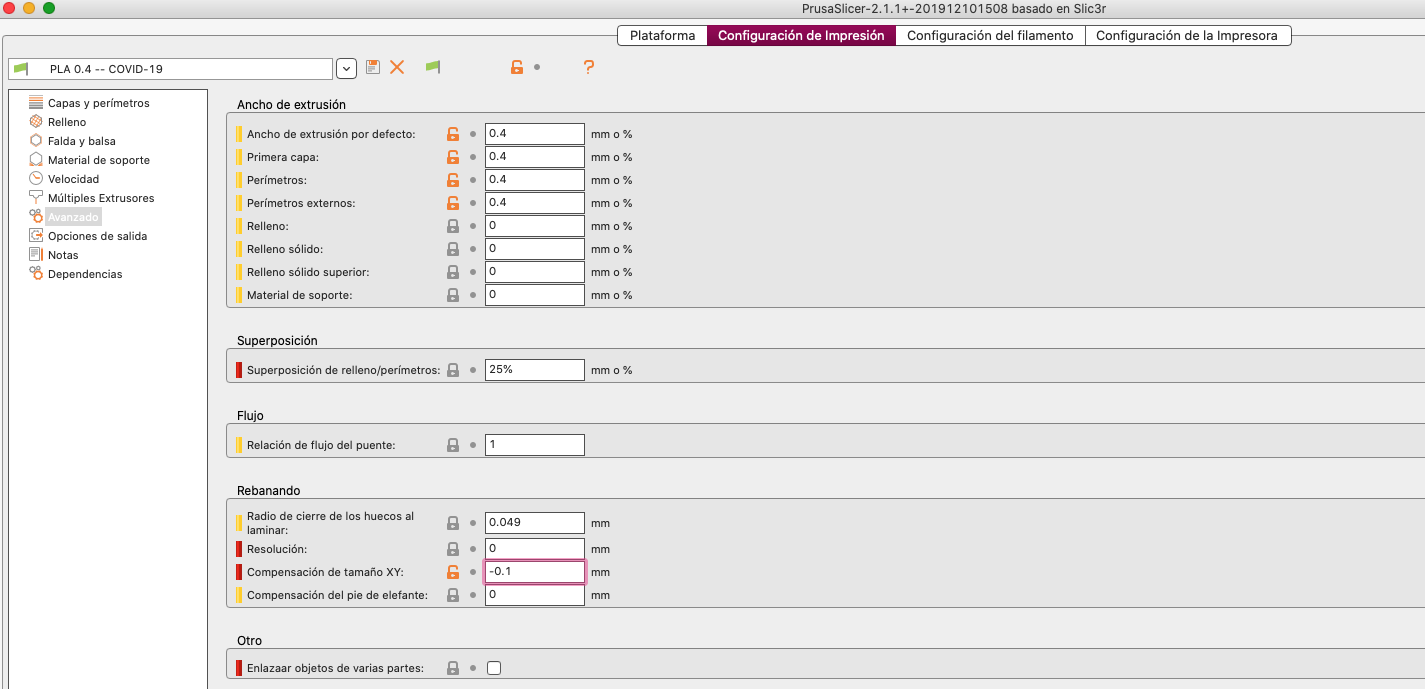 PrusaSlicer-2.1.1+-201912101508 basado en Slic3r
Plataforma Configuración de Impresión Configuración del filamento Configuración de la Impresora
PLA 0.4 -- COVID-19
?
Capas y perímetros
Relleno
Falda y balsa
Material de soporte
Velocidad
Múltiples Extrusores
Avanzado
Opciones de salida
Notas
Dependencias
Ancho de extrusión
Ancho de extrusión por defecto: 0.4 mm o %
Primera capa: 0.4 mm o %
Perímetros: 0.4 mm o %
Perímetros externos: 0.4 mm o %
Relleno: 0 mm o %
Relleno sólido: 0 mm o %
Relleno sólido superior: 0 mm o %
Material de soporte: 0 mm o %
Superposición
Superposición de relleno/perímetros: 25% mm o %
Flujo
Relación de flujo del puente: 1
Rebanando
Radio de cierre de los huecos al
laminar: 0.049 mm
Resolución: 0 mm
Compensación de tamaño XY: -0.1 mm
Compensación del pie de elefante: 0 mm
Otro
Enlazaar objetos de varias partes: